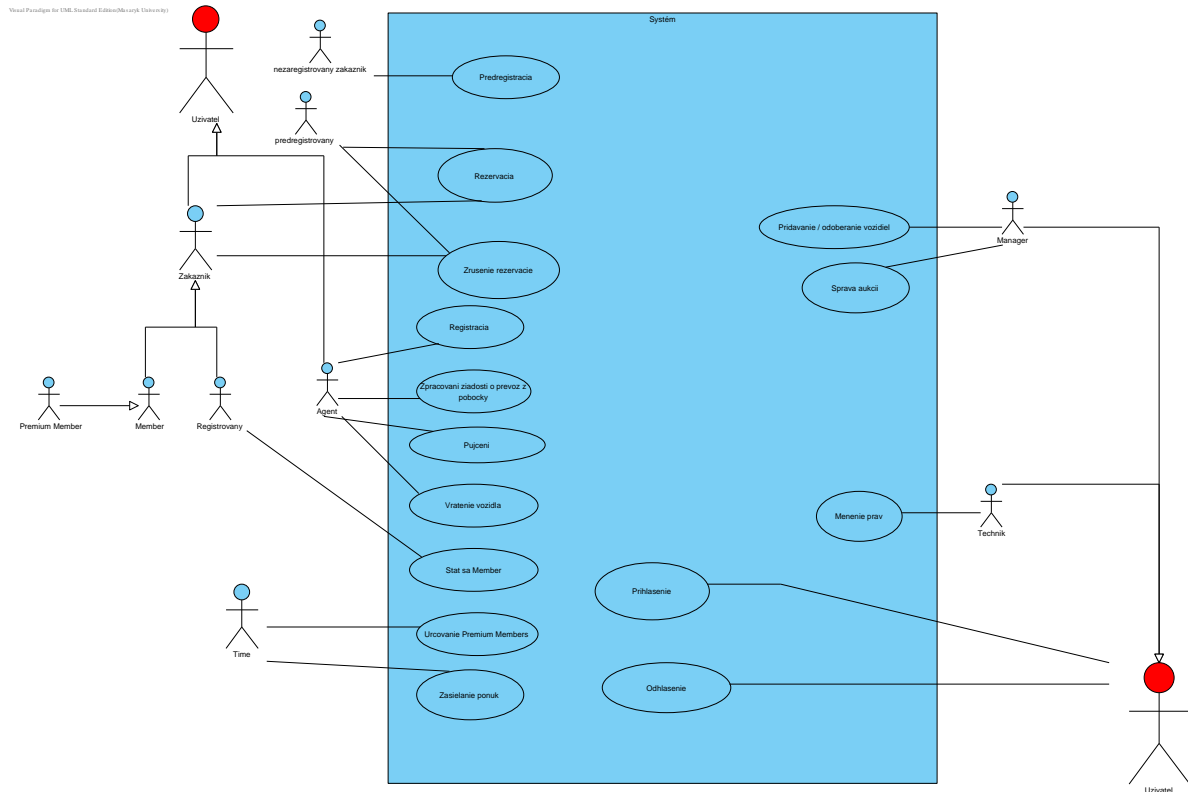 Visual Paradigm for UML Standard Edition(Masaryk University)
Systém
nezaregistrovany zakaznik
Predregistracia
Uzivatel
predregistrovany
Rezervacia
Pridavanie / odoberanie vozidiel
Manager
Zakaznik
Zrusenie rezervacie
Sprava aukcii
Registracia
Zpracovani ziadosti o prevoz z
pobocky
Agent
Premium Member
Member
Registrovany
Pujceni
Vratenie vozidla
Menenie prav
Technik
Stat sa Member
Prihlasenie
Urcovanie Premium Members
Time
Zasielanie ponuk
Odhlasenie
Uzivatel